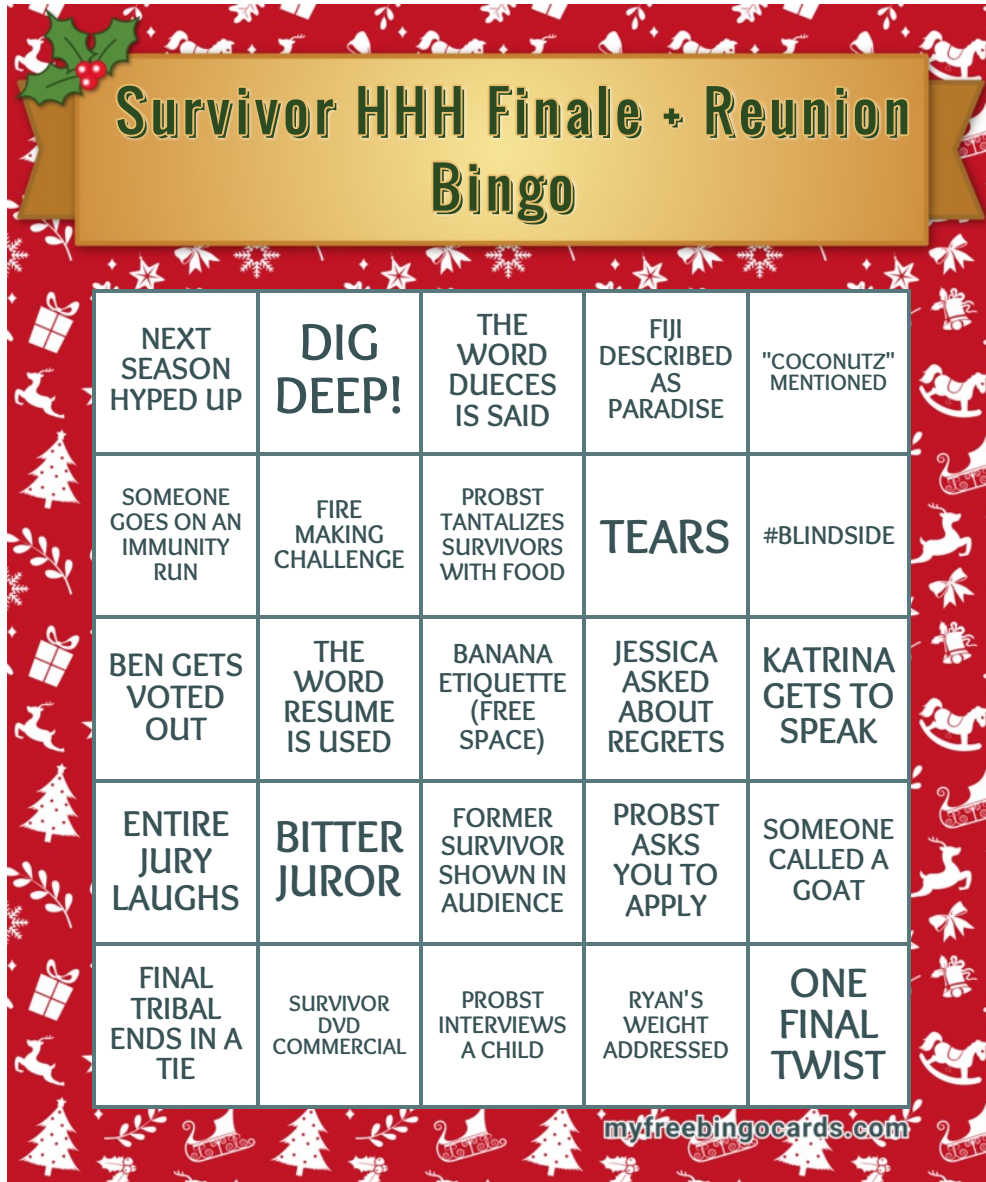 Survivor HHH Finale + Reunion
Bingo
NEXT
SEASON
HYPED UP
DIG
DEEP!
THE
WORD
DUECES
IS SAID
FIJI
DESCRIBED
AS
PARADISE
"COCONUTZ"
MENTIONED
SOMEONE
GOES ON AN
IMMUNITY
RUN
FIRE
MAKING
CHALLENGE
PROBST
TANTALIZES
SURVIVORS
WITH FOOD
TEARS
#BLINDSIDE
BEN GETS
VOTED
OUT
THE
WORD
RESUME
IS USED
BANANA
ETIQUETTE
(FREE
SPACE)
JESSICA
ASKED
ABOUT
REGRETS
KATRINA
GETS TO
SPEAK
ENTIRE
JURY
LAUGHS
BITTER
JUROR
FORMER
SURVIVOR
SHOWN IN
AUDIENCE
PROBST
ASKS
YOU TO
APPLY
SOMEONE
CALLED A
GOAT
FINAL
TRIBAL
ENDS IN A
TIE
SURVIVOR
DVD
COMMERCIAL
PROBST
INTERVIEWS
A CHILD
RYAN'S
WEIGHT
ADDRESSED
ONE
FINAL
TWIST
myfreebingocards.com